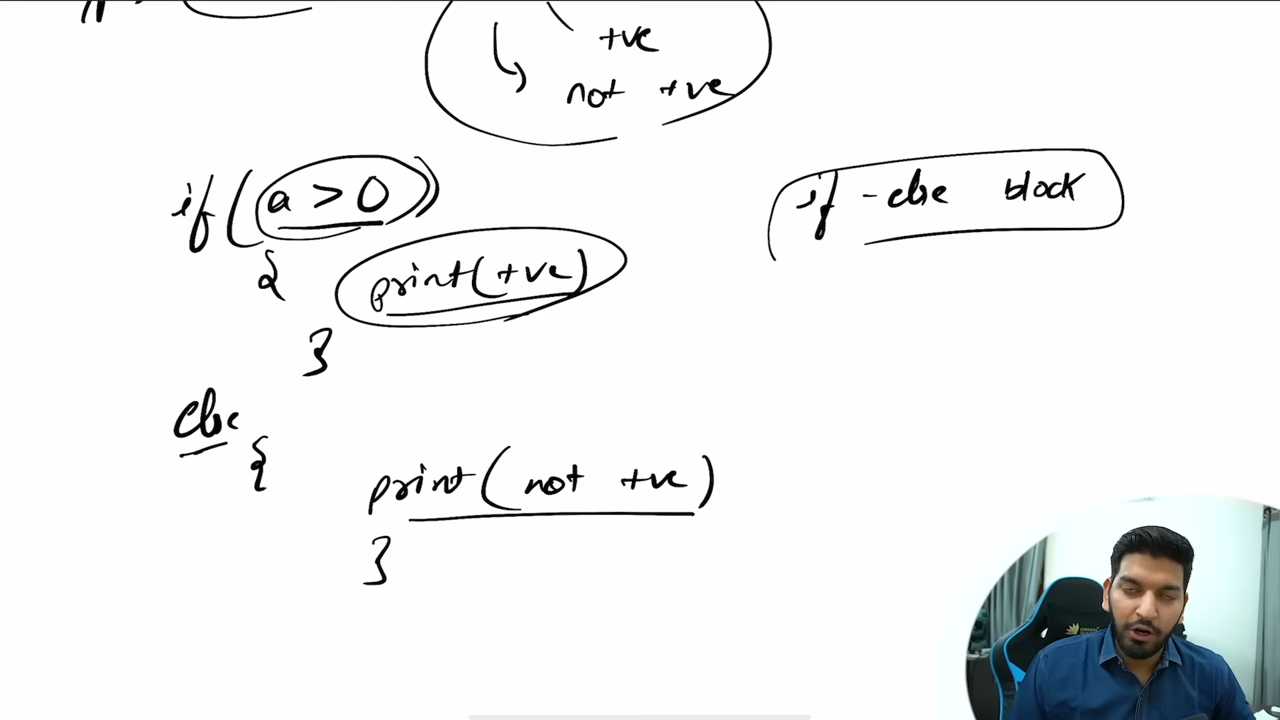 +ve
not +ve
if (a > 0)
if - else block
{
print(+ve)
}
else
{
print(not +ve)
}